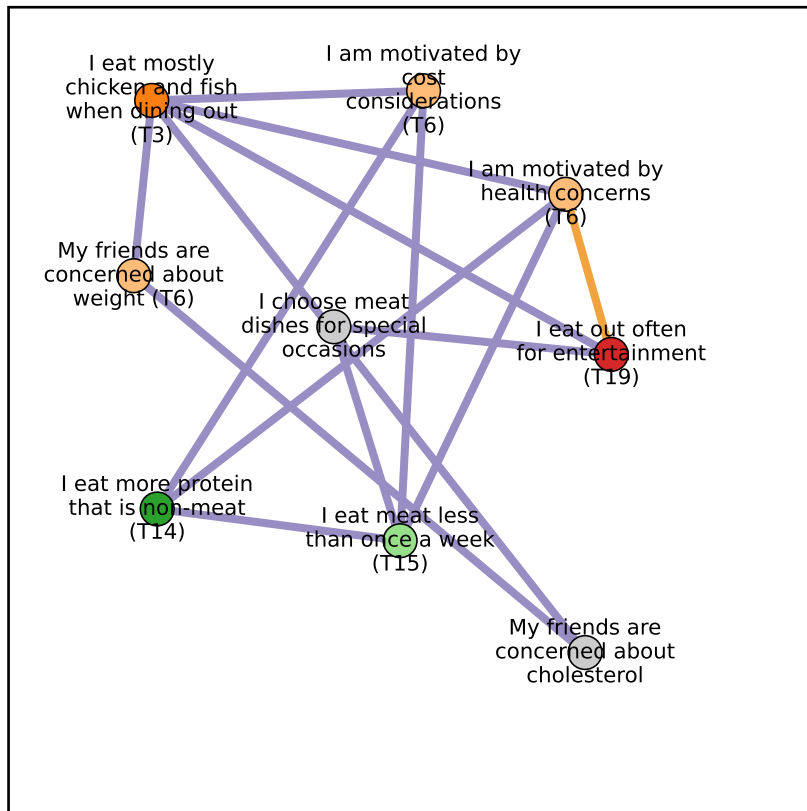 I eat mostly
chicken and fish
when dining out
(T3)
I am motivated by
cost
considerations
(T6)
I am motivated by
health concerns
(T6)
My friends are
concerned about
weight (T6)
I choose meat
dishes for special
occasions
I eat out often
for entertainment
(T19)
I eat more protein
that is non-meat
(T14)
I eat meat less
than once a week
(T15)
My friends are
concerned about
cholesterol